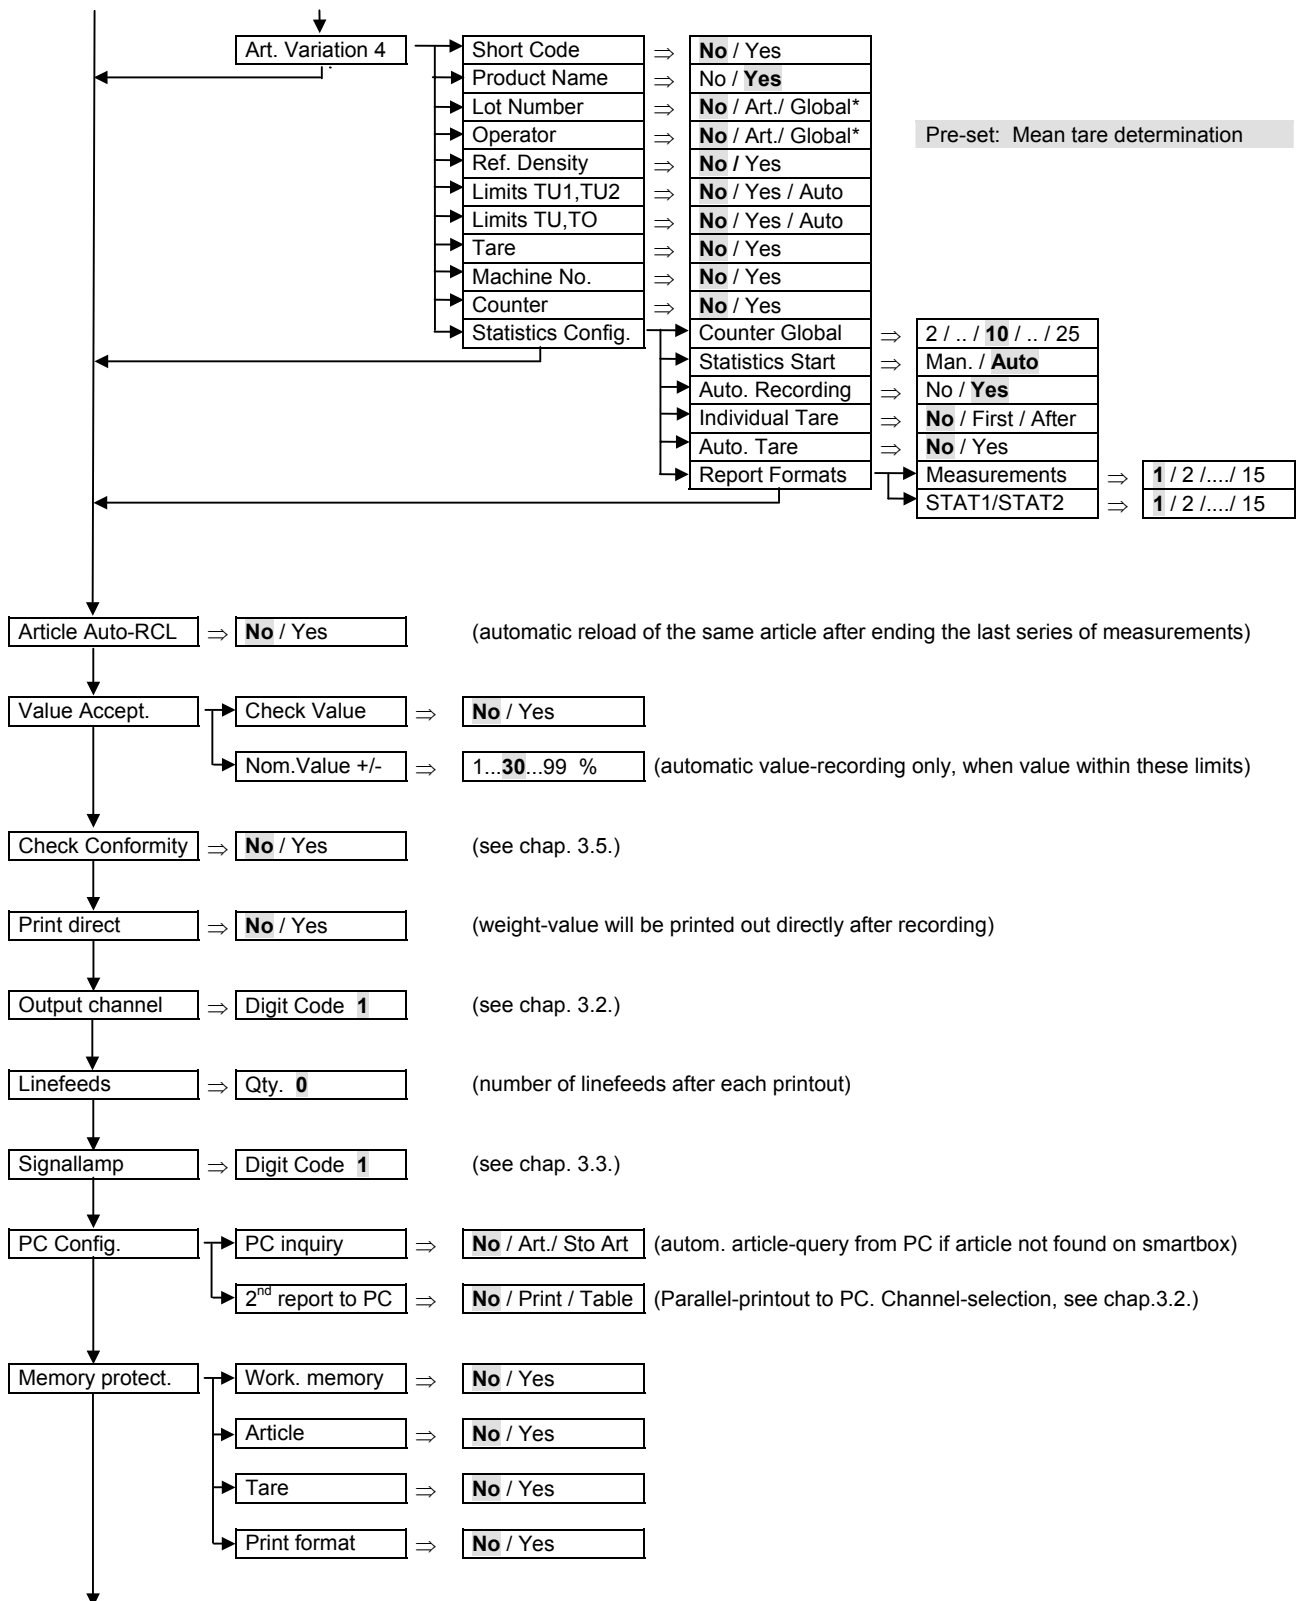 Art. Variation 4 Short Code ⇒ No / Yes
Product Name ⇒ No / Yes
Lot Number ⇒ No / Art./ Global*
Operator ⇒ No / Art./ Global* Pre-set: Mean tare determination
Ref. Density ⇒ No / Yes
Limits TU1,TU2 ⇒ No / Yes / Auto
Limits TU,TO ⇒ No / Yes / Auto
Tare ⇒ No / Yes
Machine No. ⇒ No / Yes
Counter ⇒ No / Yes
Statistics Config. Counter Global ⇒ 2 / .. / 10 / .. / 25
Statistics Start ⇒ Man. / Auto
Auto. Recording ⇒ No / Yes
Individual Tare ⇒ No / First / After
Auto. Tare ⇒ No / Yes
Report Formats Measurements ⇒ 1 / 2 /..../ 15
STAT1/STAT2 ⇒ 1 / 2 /..../ 15
Article Auto-RCL ⇒ No / Yes (automatic reload of the same article after ending the last series of measurements)
Value Accept. Check Value ⇒ No / Yes
Nom.Value +/- ⇒ 1...30...99 % (automatic value-recording only, when value within these limits)
Check Conformity ⇒ No / Yes (see chap. 3.5.)
Print direct ⇒ No / Yes (weight-value will be printed out directly after recording)
Output channel ⇒ Digit Code 1 (see chap. 3.2.)
Linefeeds ⇒ Qty. 0 (number of linefeeds after each printout)
Signallamp ⇒ Digit Code 1 (see chap. 3.3.)
PC Config. PC inquiry ⇒ No / Art./ Sto Art (autom. article-query from PC if article not found on smartbox)
2nd report to PC ⇒ No / Print / Table (Parallel-printout to PC. Channel-selection, see chap.3.2.)
Memory protect. Work. memory ⇒ No / Yes
Article ⇒ No / Yes
Tare ⇒ No / Yes
Print format ⇒ No / Yes